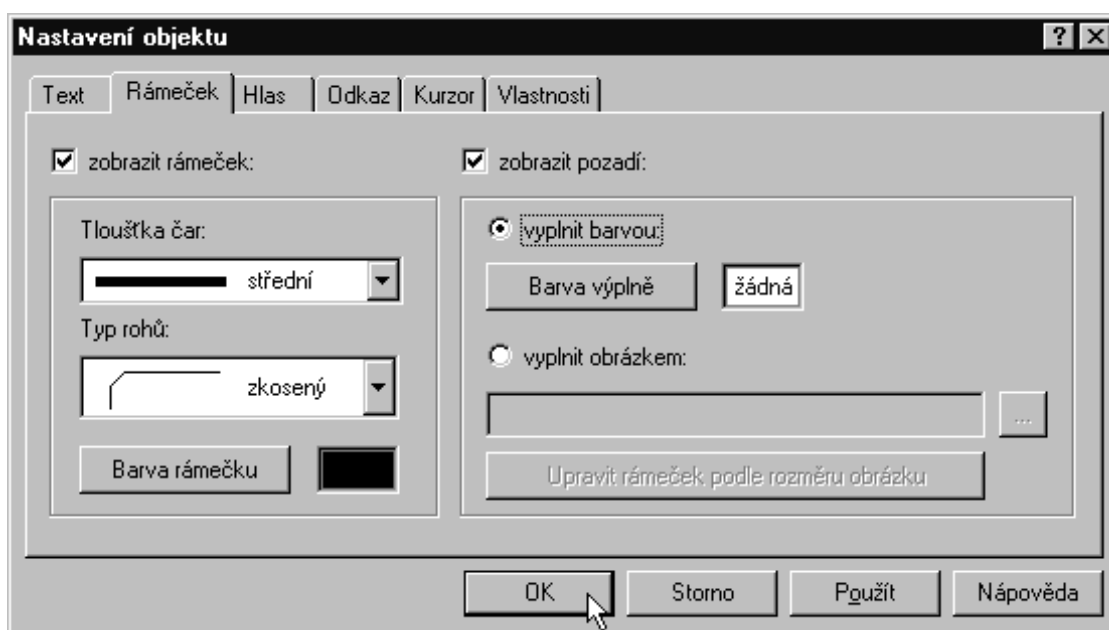 Nastavení objektu
Text Rámeček Hlas Odkaz Kurzor Vlastnosti
zobrazit rámeček:
Tloušťka čar:
střední
Typ rohů:
zkosený
Barva rámečku
zobrazit pozadí:
vyplnit barvou:
Barva výplně žádná
vyplnit obrázkem:
...
Upravit rámeček podle rozměru obrázku
OK Storno Použít Nápověda